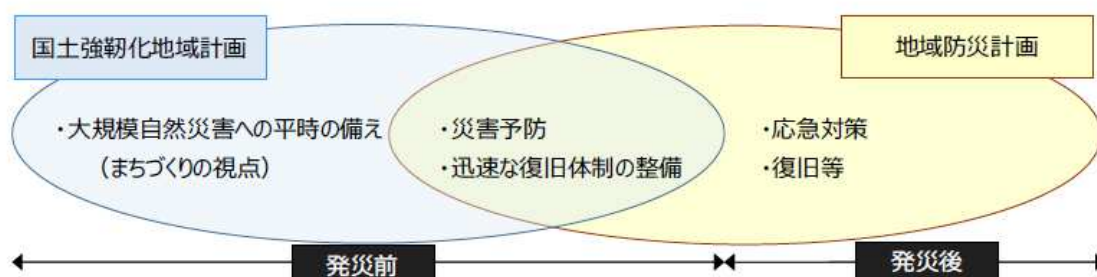 国土強靭化地域計画
地域防災計画
・大規模自然災害への平時の備え
（まちづくりの視点）
・災害予防
・迅速な復旧体制の整備
・応急対策
・復旧等
発災前
発災後